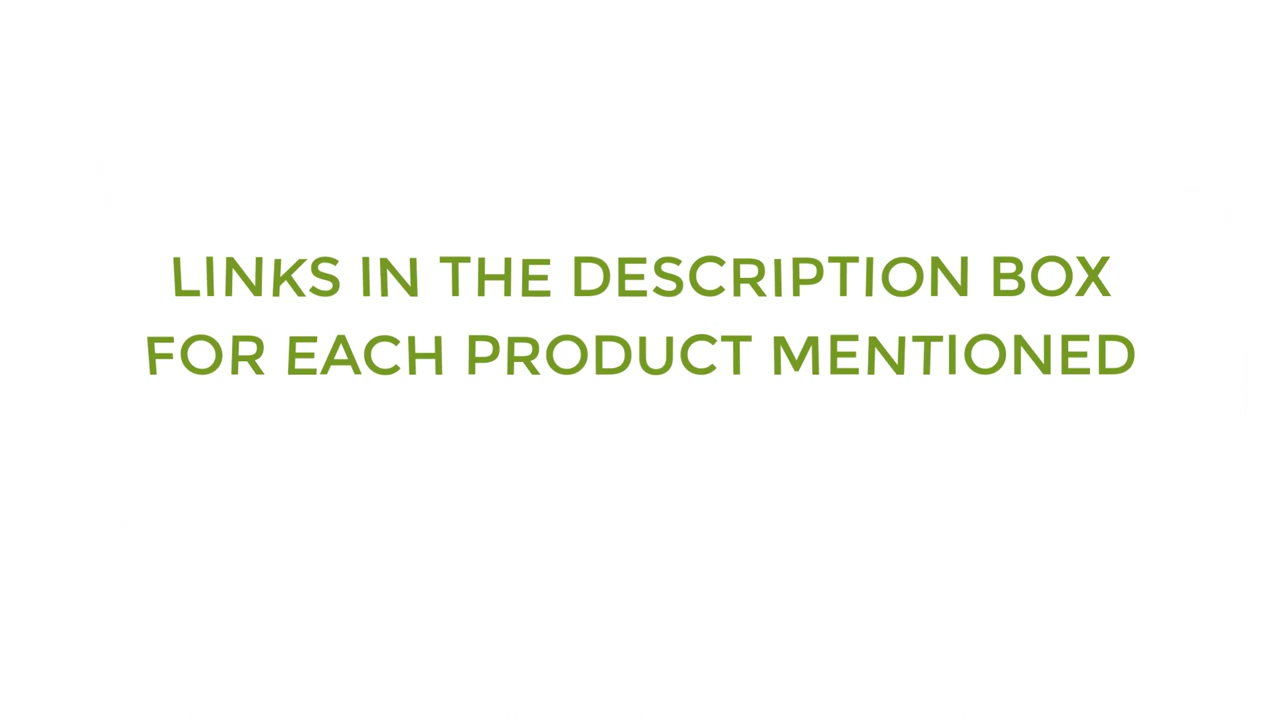 LINKS IN THE DESCRIPTION BOX
FOR EACH PRODUCT MENTIONED